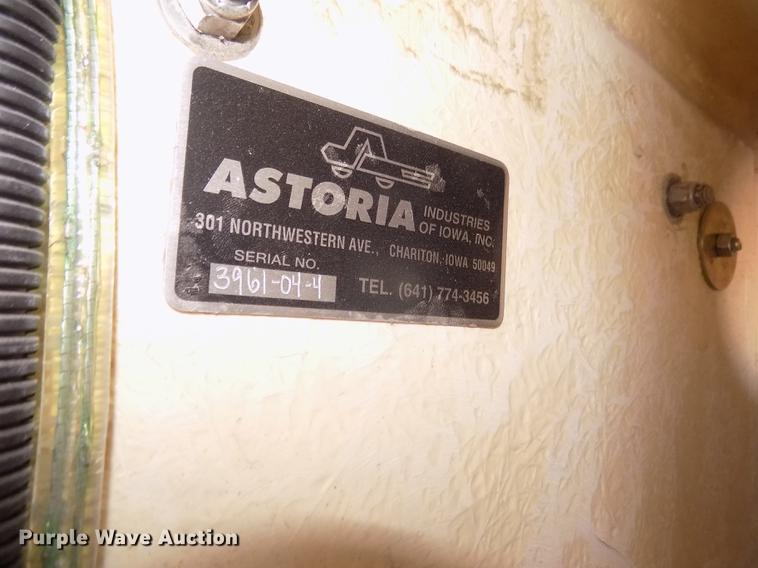 ASTORIA INDUSTRIES
OF IOWA, INC.
301 NORTHWESTERN AVE., CHARITON, IOWA 50049
SERIAL NO.
3961-04-4
TEL. (641) 774-3456
Purple Wave Auction